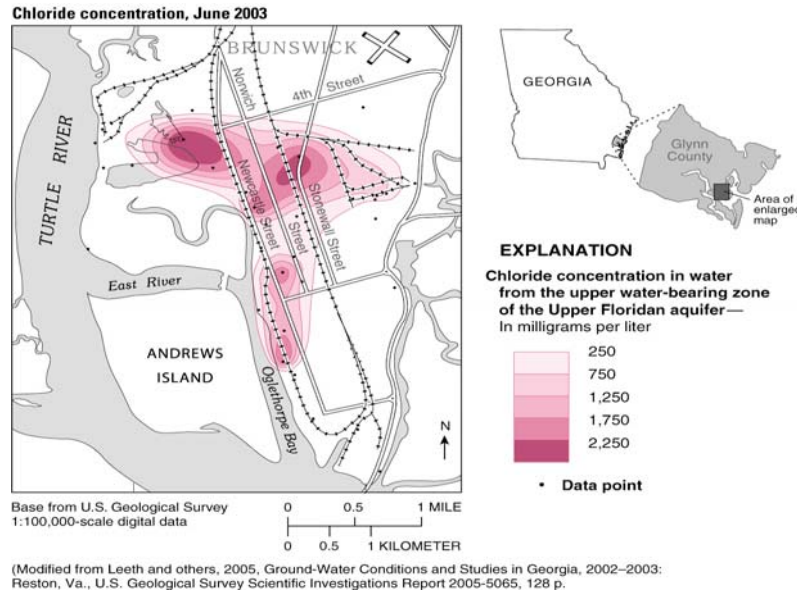 Chloride concentration, June 2003
BRUNSWICK
Norwich
Street
4th Street
TURTLE RIVER
Newcastle Street
Stonewall Street
East River
ANDREWS
ISLAND
Oglethorpe Bay
N
Base from U.S. Geological Survey
1:100,000-scale digital data
0 0.5 1 MILE
0 0.5 1 KILOMETER
GEORGIA
Glynn
County
Area of
enlarged
map
EXPLANATION
Chloride concentration in water
from the upper water-bearing zone
of the Upper Floridan aquifer—
In milligrams per liter
250
750
1,250
1,750
2,250
Data point
(Modified from Leeth and others, 2005, Ground-Water Conditions and Studies in Georgia, 2002–2003:
Reston, Va., U.S. Geological Survey Scientific Investigations Report 2005-5065, 128 p.